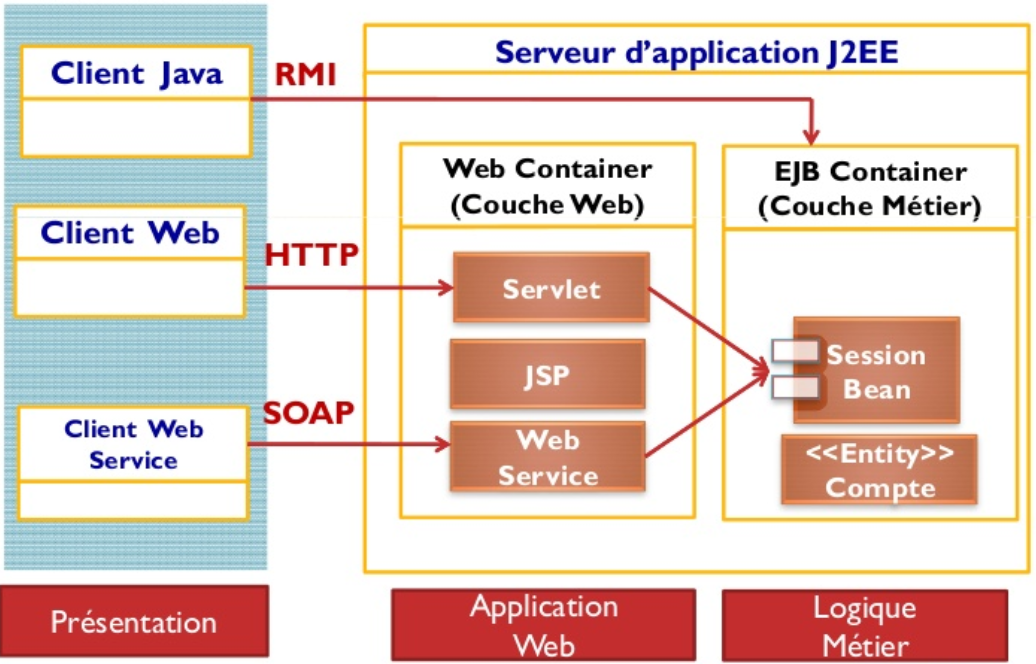 Serveur d'application J2EE
Client Java
RMI
Web Container
(Couche Web)
EJB Container
(Couche Métier)
Client Web
HTTP
Servlet
JSP
Session
Bean
SOAP
Client Web
Service
Web
Service
<<Entity>>
Compte
Présentation
Application
Web
Logique
Métier